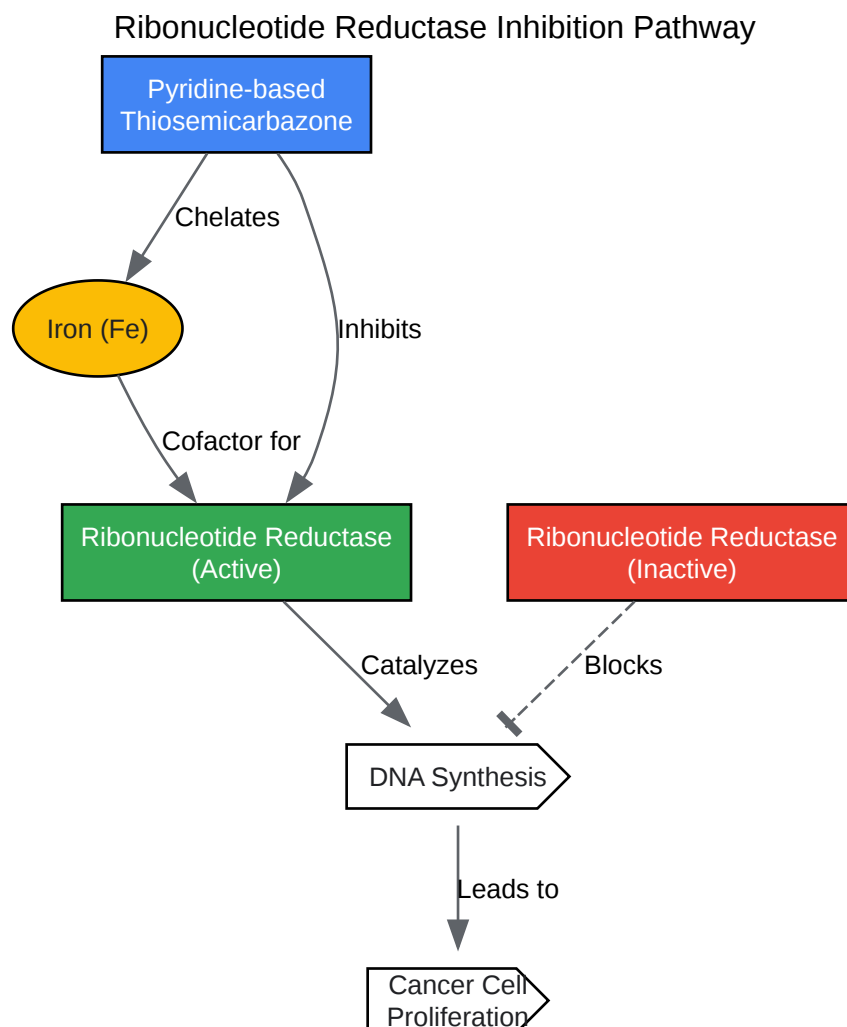 Ribonucleotide Reductase Inhibition Pathway
Pyridine-based
Thiosemicarbazone
Chelates
Iron (Fe)
Inhibits
Cofactor for
Ribonucleotide Reductase
(Active)
Ribonucleotide Reductase
(Inactive)
Catalyzes
Blocks
DNA Synthesis
Leads to
Cancer Cell
Proliferation